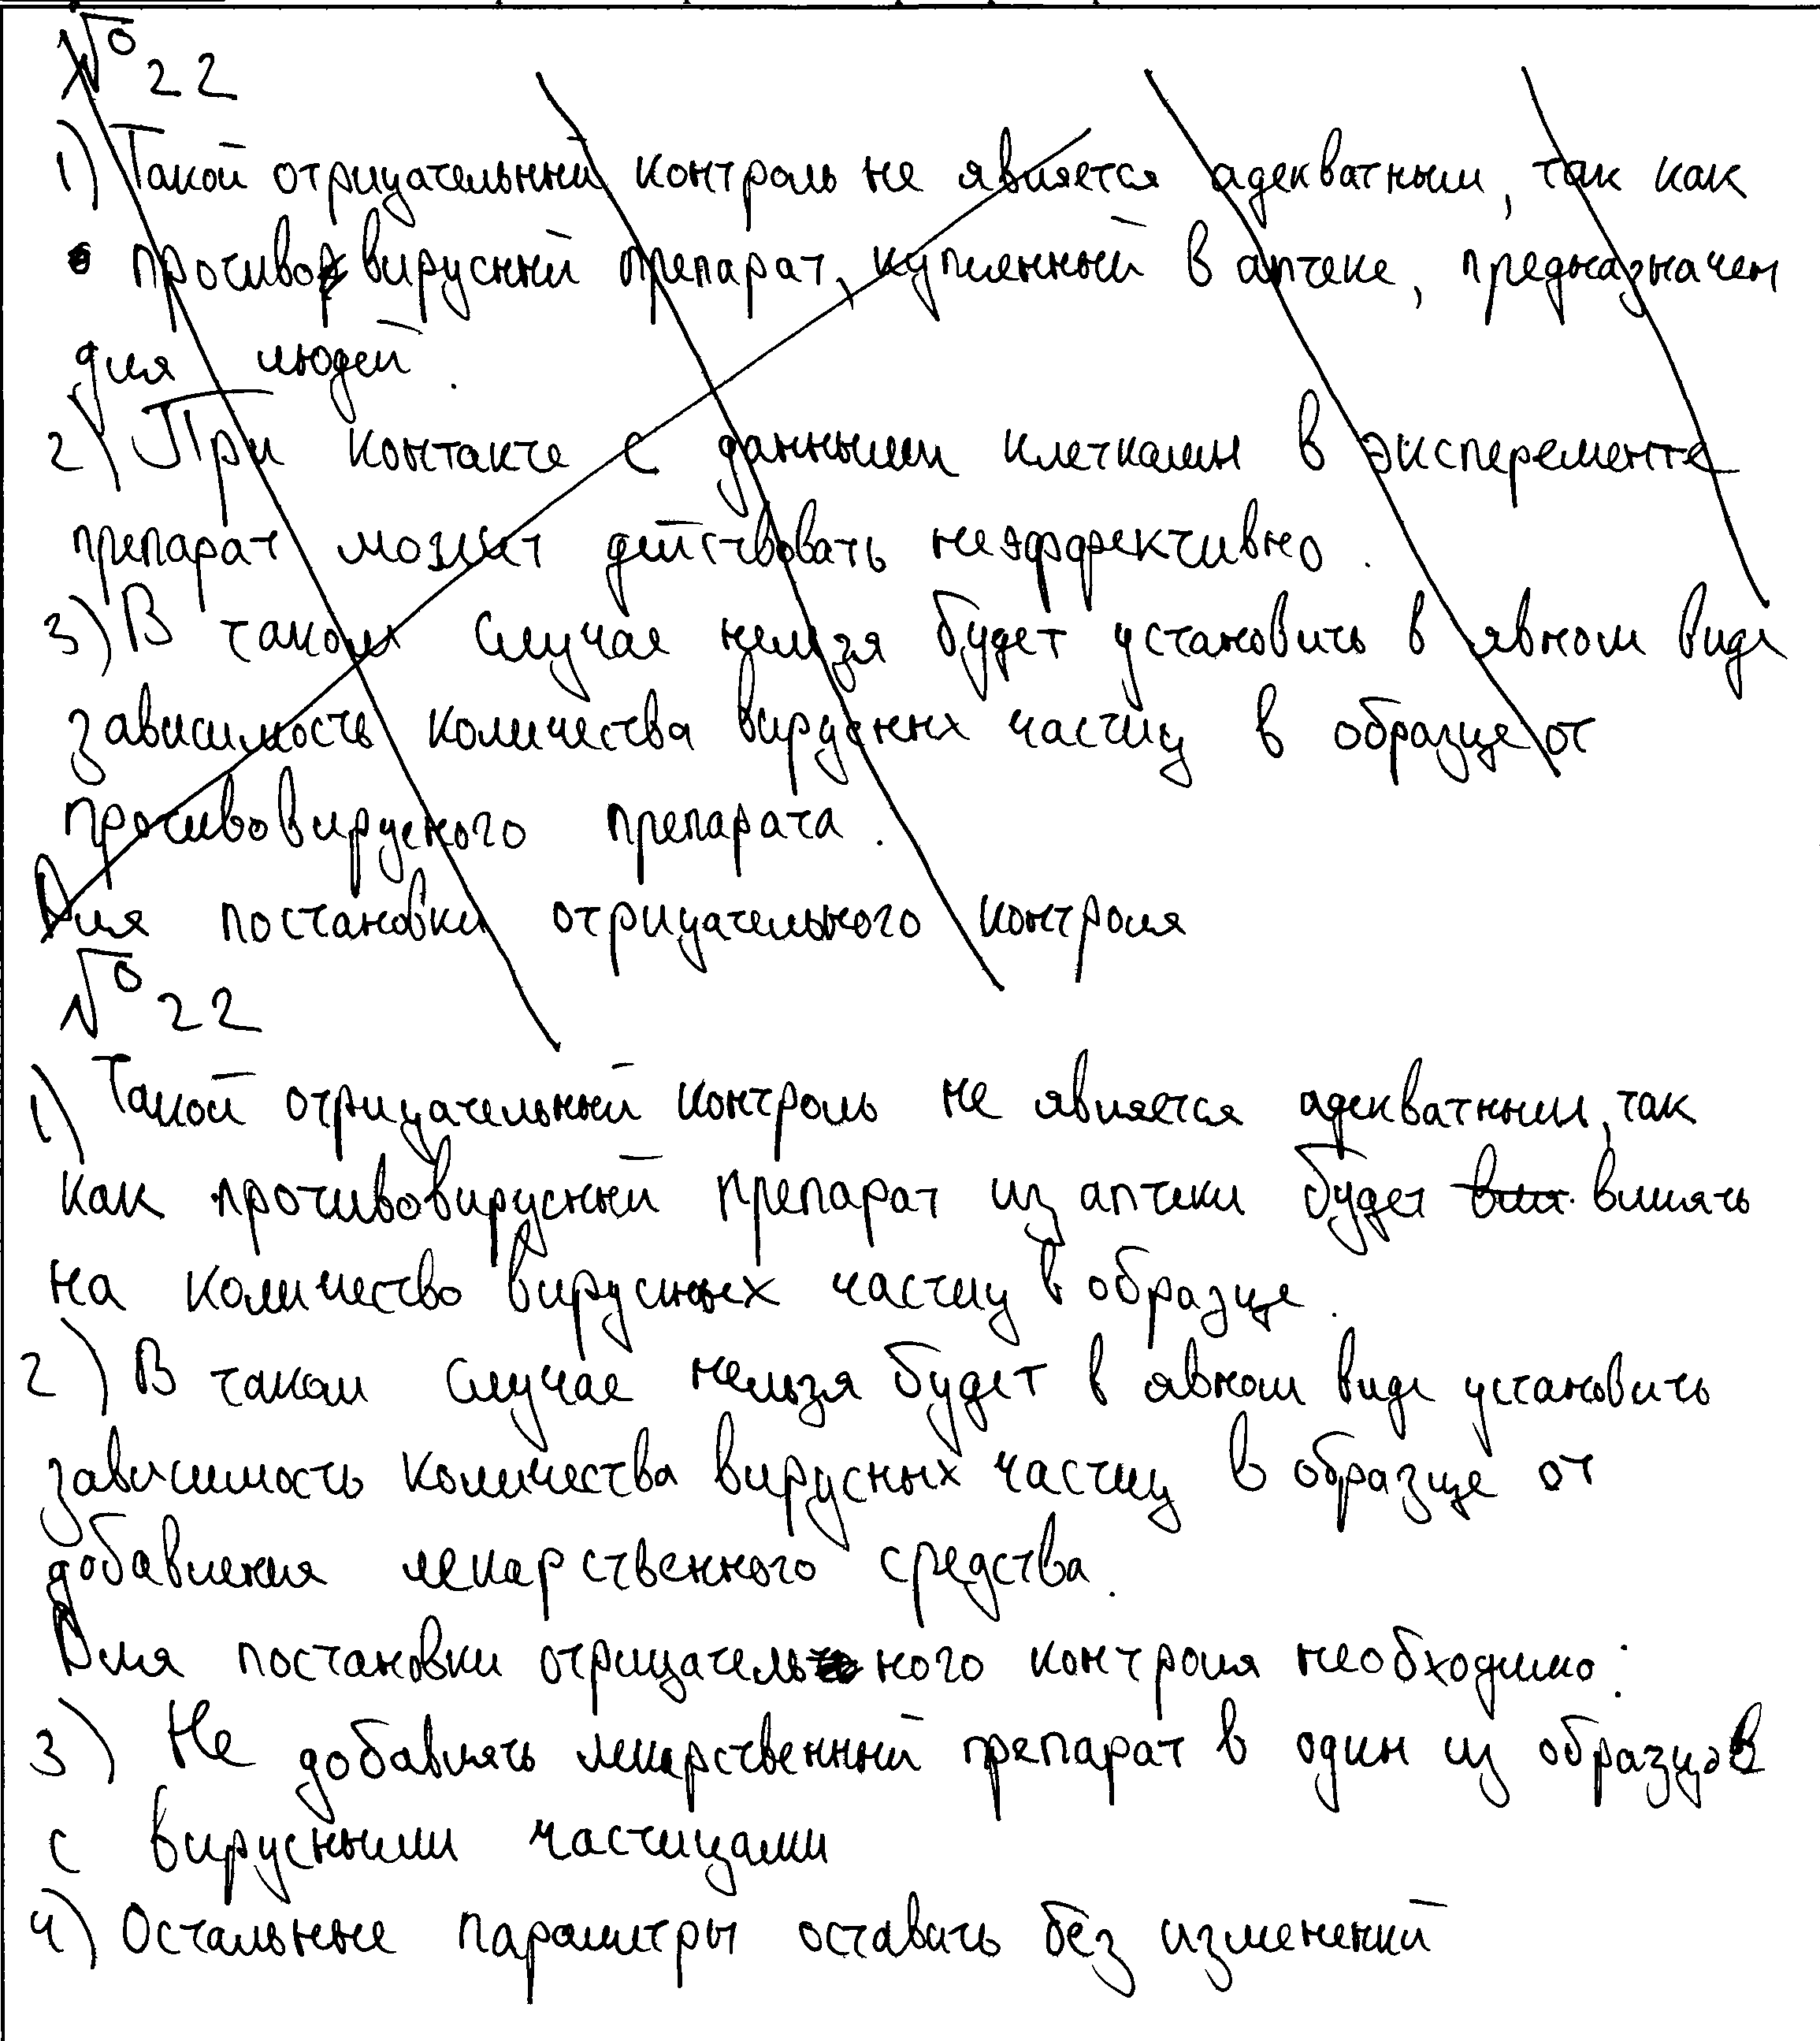 № 22
1) Такой отрицательный контроль не является адекватным, так как
противовирусный препарат, купленный в аптеке, предназначен
для людей.
2) При контакте с данными клетками в эксперементе
препарат может действовать неэффективно.
3) В таком случае нельзя будет установить в явном виде
зависимость количества вирусных частиц в образце от
противовирусного препарата.
Для постановки отрицательного контроля
№ 22
1) Такой отрицательный контроль не является адекватным, так
как противовирусный препарат из аптеки будет влия влиять
на количество вирусных частиц в образце.
2) В таком случае нельзя будет в явном виде установить
зависимость количества вирусных частиц в образце от
добавления лекарственного средства.
Для постановки отрицательного контроля необходимо:
3) Не добавлять лекарственный препарат в один из образцов
с вирусными частицами
4) Остальные параметры оставить без изменений